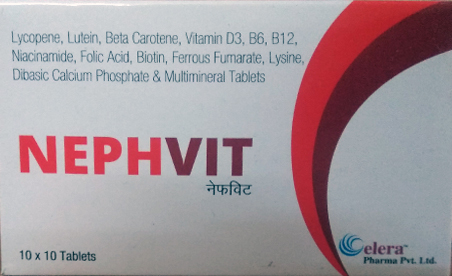 Lycopene, Lutein, Beta Carotene, Vitamin D3, B6, B12,
Niacinamide, Folic Acid, Biotin, Ferrous Fumarate, Lysine,
Dibasic Calcium Phosphate & Multimineral Tablets
NEPHVIT
नेफविट
10 x 10 Tablets
Celera™
Pharma Pvt. Ltd.